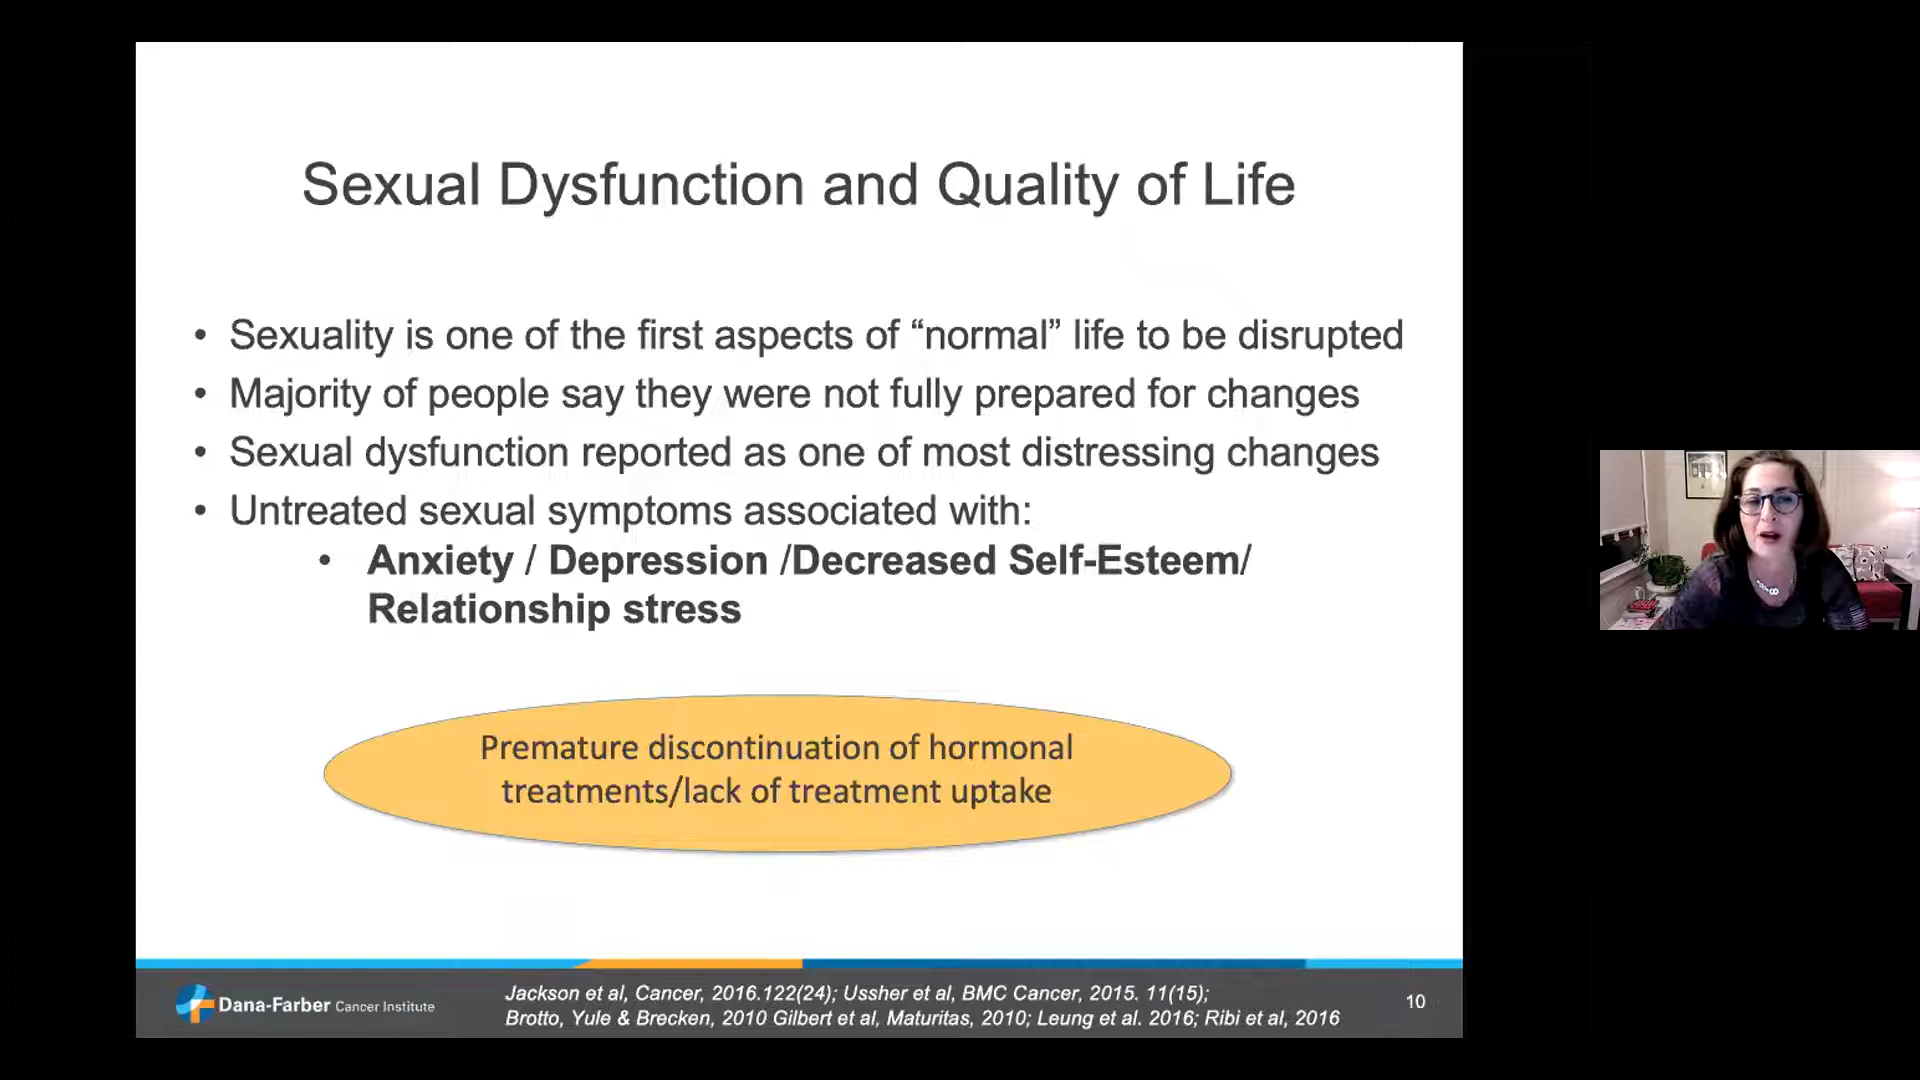 Sexual Dysfunction and Quality of Life
• Sexuality is one of the first aspects of “normal” life to be disrupted
• Majority of people say they were not fully prepared for changes
• Sexual dysfunction reported as one of most distressing changes
• Untreated sexual symptoms associated with:
• Anxiety / Depression /Decreased Self-Esteem/
Relationship stress
Premature discontinuation of hormonal
treatments/lack of treatment uptake
Dana-Farber Cancer Institute
Jackson et al, Cancer, 2016.122(24); Ussher et al, BMC Cancer, 2015. 11(15);
Brotto, Yule & Brecken, 2010 Gilbert et al, Maturitas, 2010; Leung et al. 2016; Ribi et al, 2016
10